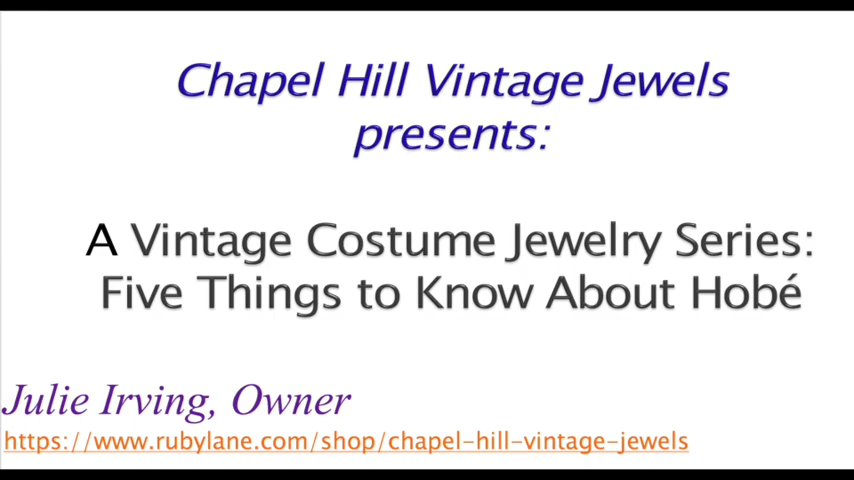 Chapel Hill Vintage Jewels
presents:
A Vintage Costume Jewelry Series:
Five Things to Know About Hobé
Julie Irving, Owner
https://www.rubylane.com/shop/chapel-hill-vintage-jewels